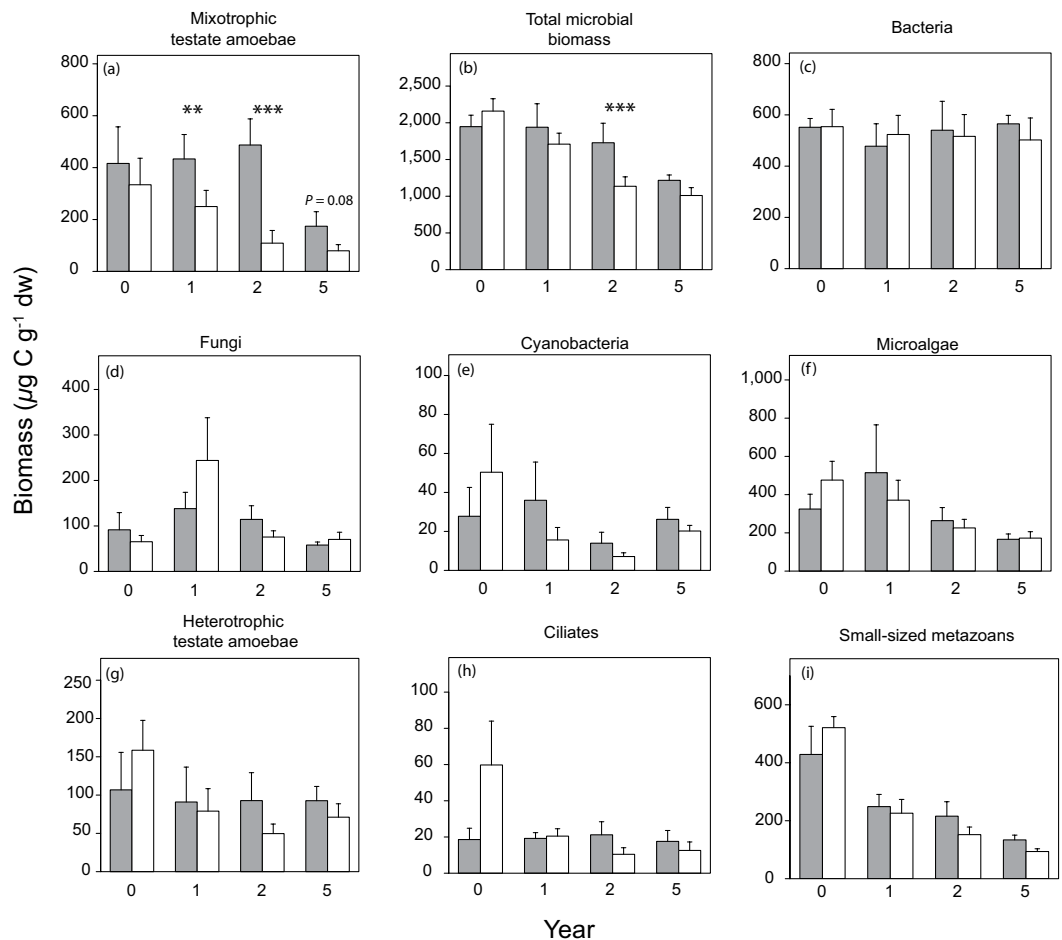 Mixotrophic
testate amoebae
Total microbial
biomass
Bacteria
(a)
800
600
400
200
0
**
***
P = 0.08
0 1 2 5
(b)
2,500
2,000
1,500
1,000
500
0
***
0 1 2 5
(c)
800
600
400
200
0
0 1 2 5
Biomass (µg C g-1 dw)
Fungi
Cyanobacteria
Microalgae
(d)
400
300
200
100
0
0 1 2 5
(e)
100
80
60
40
20
0
0 1 2 5
(f)
1,000
800
600
400
200
0
0 1 2 5
Heterotrophic
testate amoebae
Ciliates
Small-sized metazoans
(g)
250
200
150
100
50
0
0 1 2 5
(h)
100
80
60
40
20
0
0 1 2 5
(i)
600
400
200
0
0 1 2 5
Year